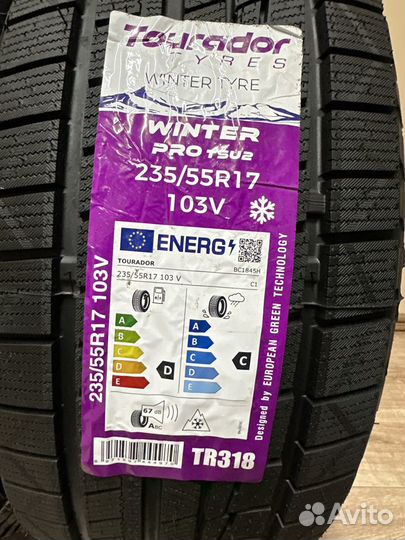 Tourador
TYRES
WINTER TYRE
WINTER
PRO TSU2
235/55R17
103V
ENERG
TOURADOR
BC184SH
235/55R17 103 V
C1
A
B
C
D
E
D
A
B
C
D
E
C
67 dB
ABC
235/55R17 103V
Designed by EUROPEAN GREEN TECHNOLOGY
TR318
Avito